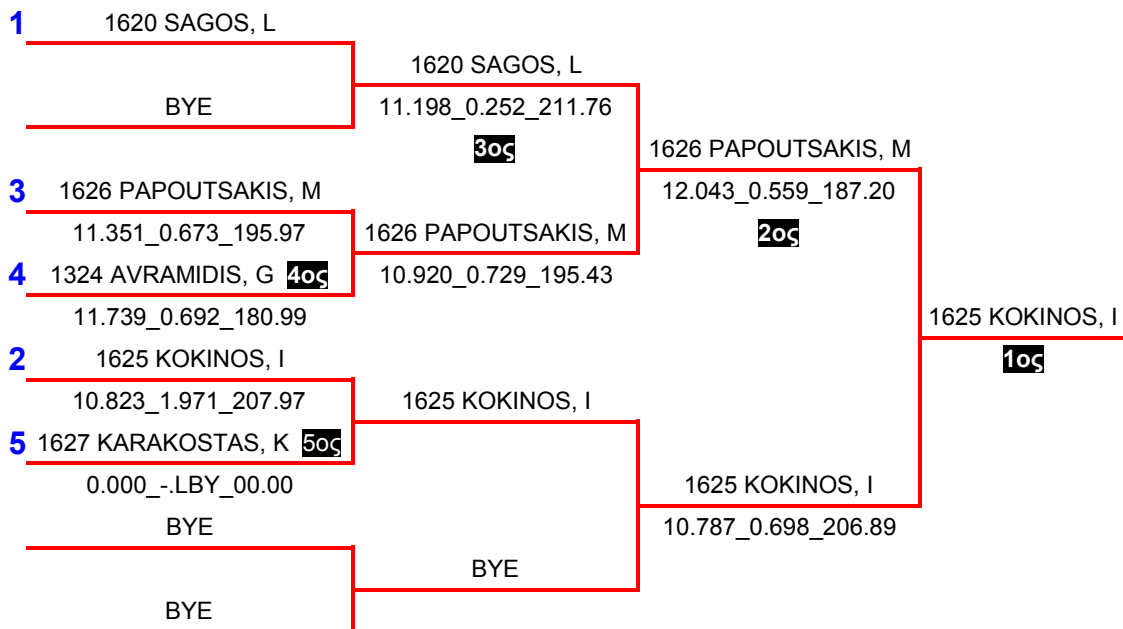 1 1620 SAGOS, L
1620 SAGOS, L
BYE
11.198_0.252_211.76
3ος
1626 PAPOUTSAKIS, M
3 1626 PAPOUTSAKIS, M
12.043_0.559_187.20
11.351_0.673_195.97
1626 PAPOUTSAKIS, M
2ος
4 1324 AVRAMIDIS, G 4ος
10.920_0.729_195.43
11.739_0.692_180.99
1625 KOKINOS, I
2 1625 KOKINOS, I
1ος
10.823_1.971_207.97
1625 KOKINOS, I
5 1627 KARAKOSTAS, K 5ος
0.000_-.LBY_00.00
1625 KOKINOS, I
BYE
10.787_0.698_206.89
BYE
BYE